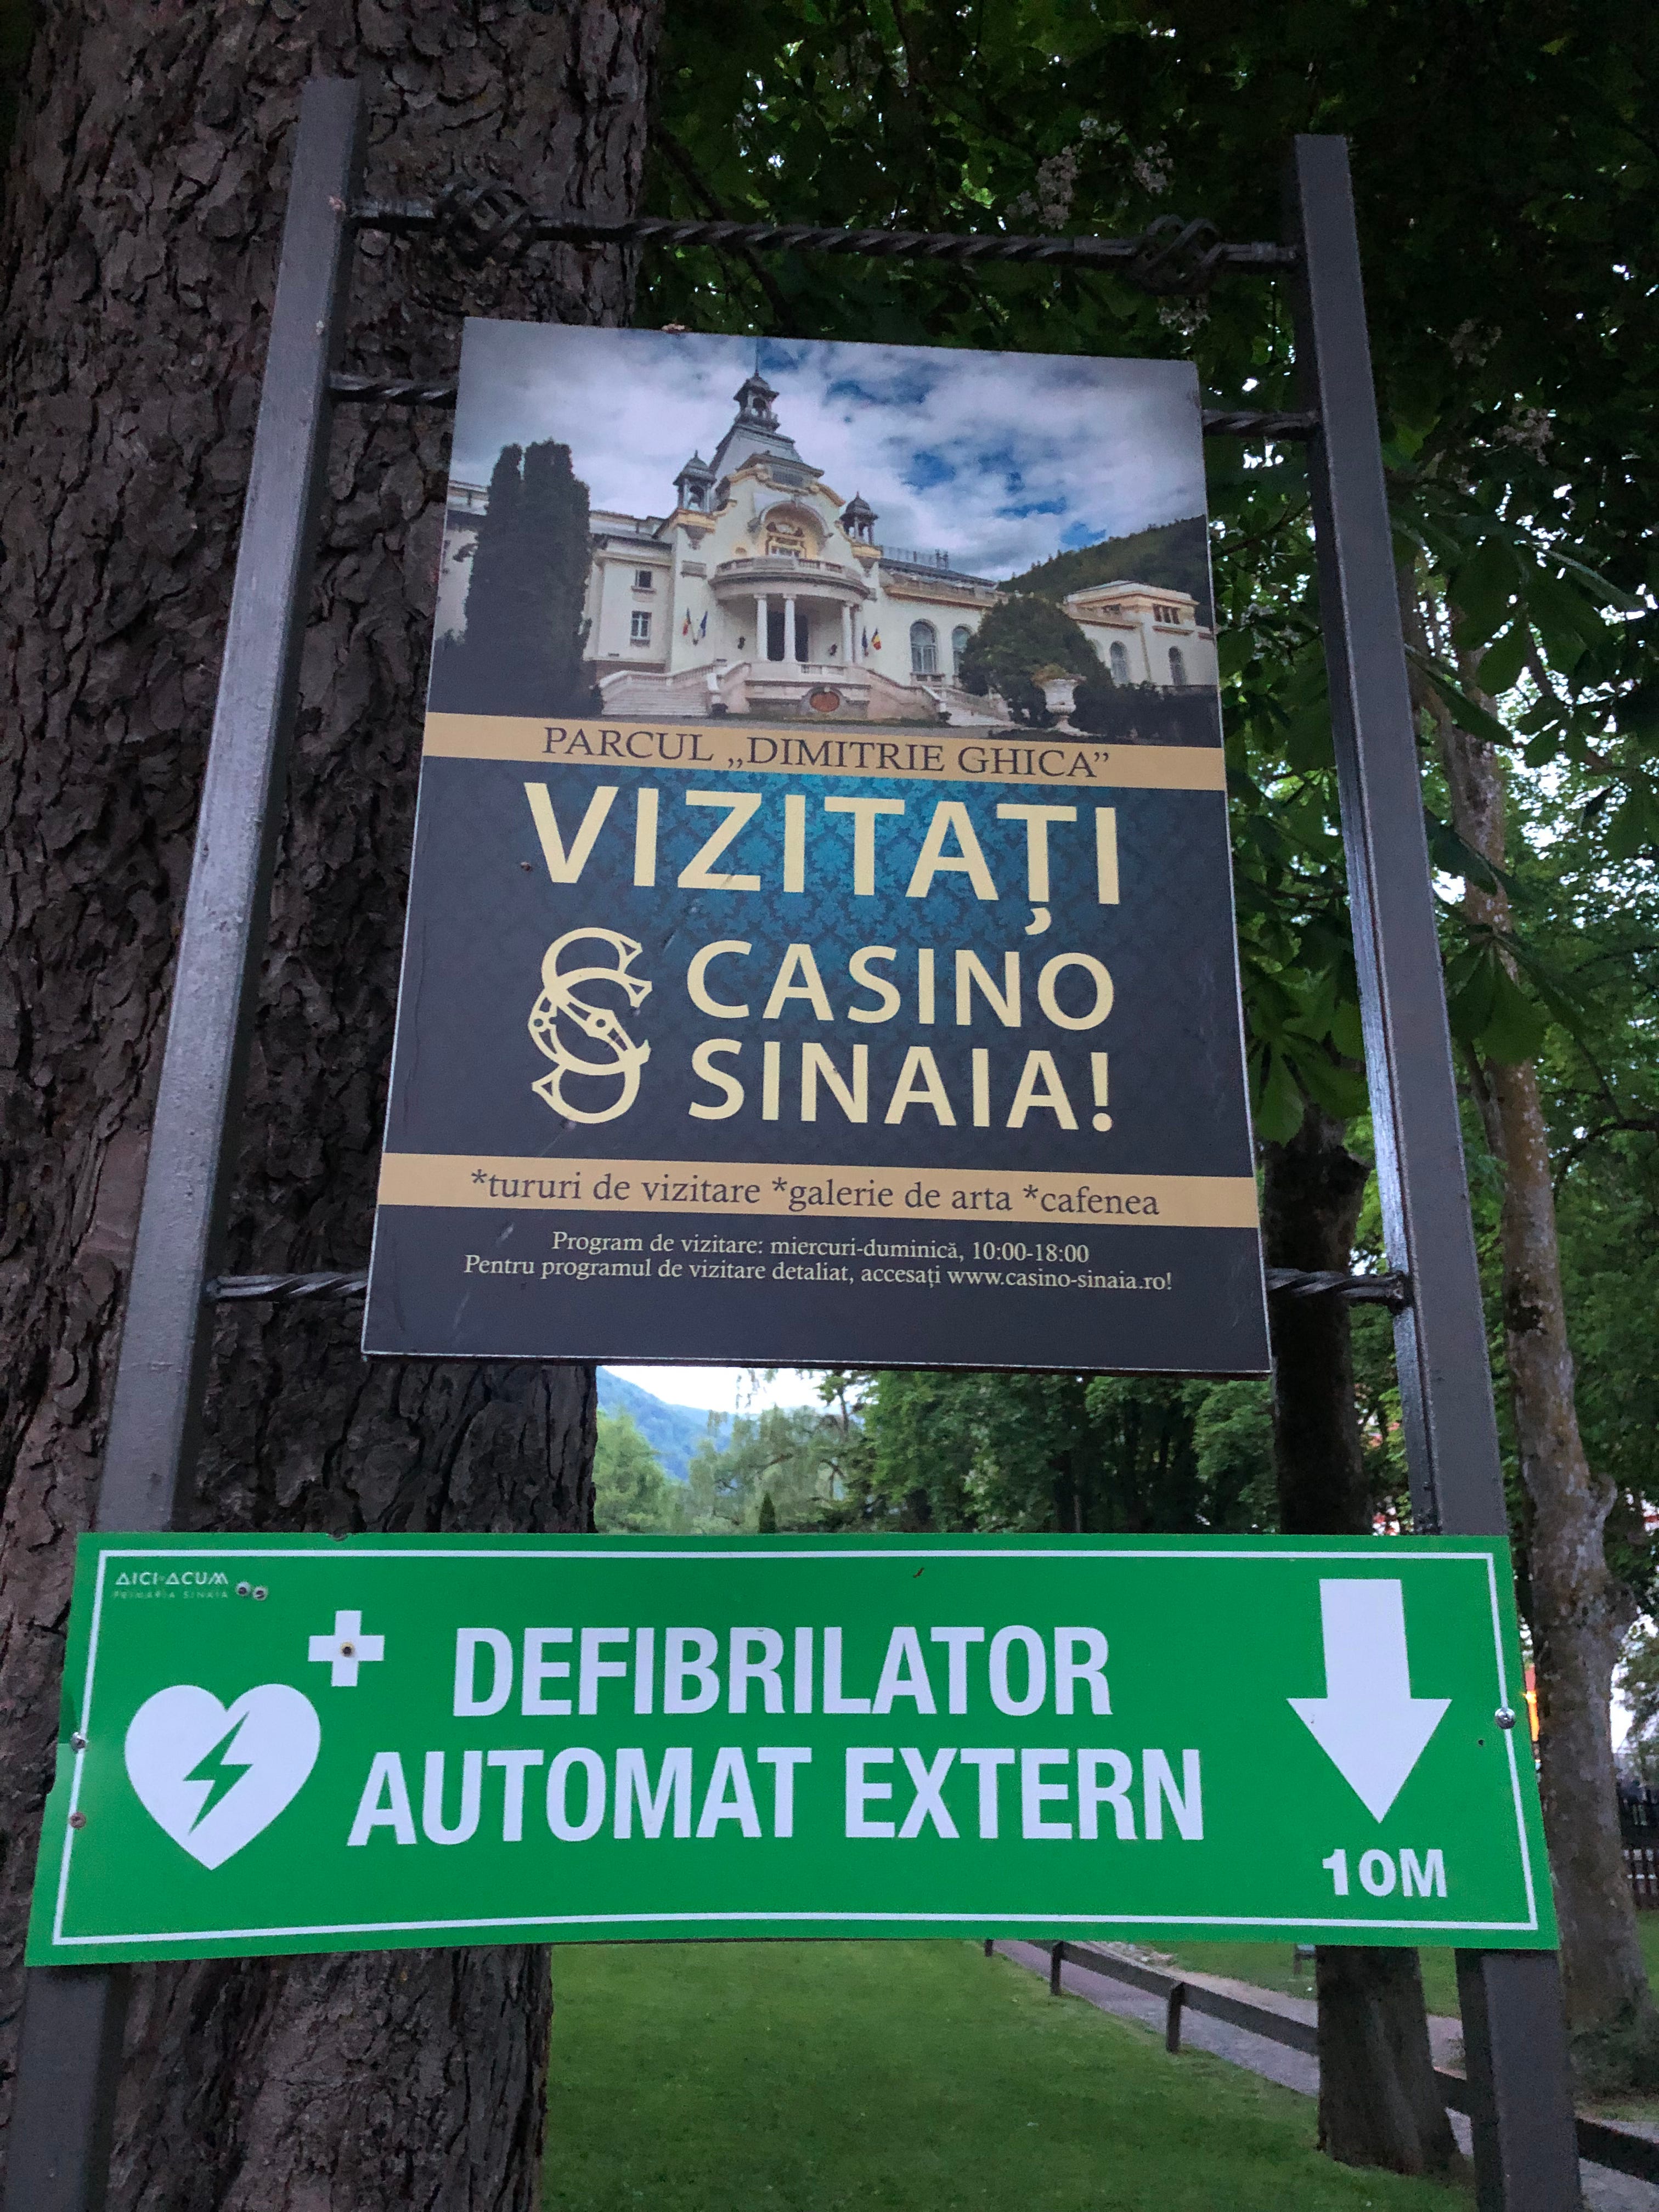 PARCUL „DIMITRIE GHICA”
VIZITAȚI
CASINO
SINAIA!
*tururi de vizitare *galerie de arta *cafenea
Program de vizitare: miercuri-duminică, 10:00-18:00
Pentru programul de vizitare detaliat, accesați www.casino-sinaia.ro!
AICI-ACUM
PRIMĂRIA SINAIA
DEFIBRILATOR
AUTOMAT EXTERN
10M